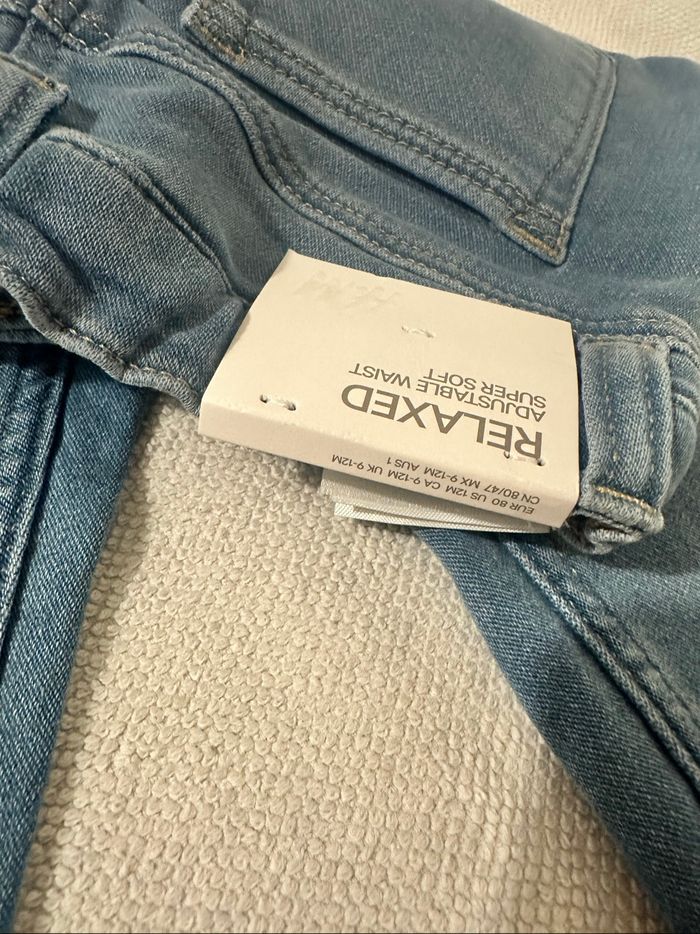 H&M
RELAXED
ADJUSTABLE WAIST
SUPER SOFT
EUR 80 US 12M CA 9-12M UK 9-12M
CN 80/47 MX 9-12M AUS 1